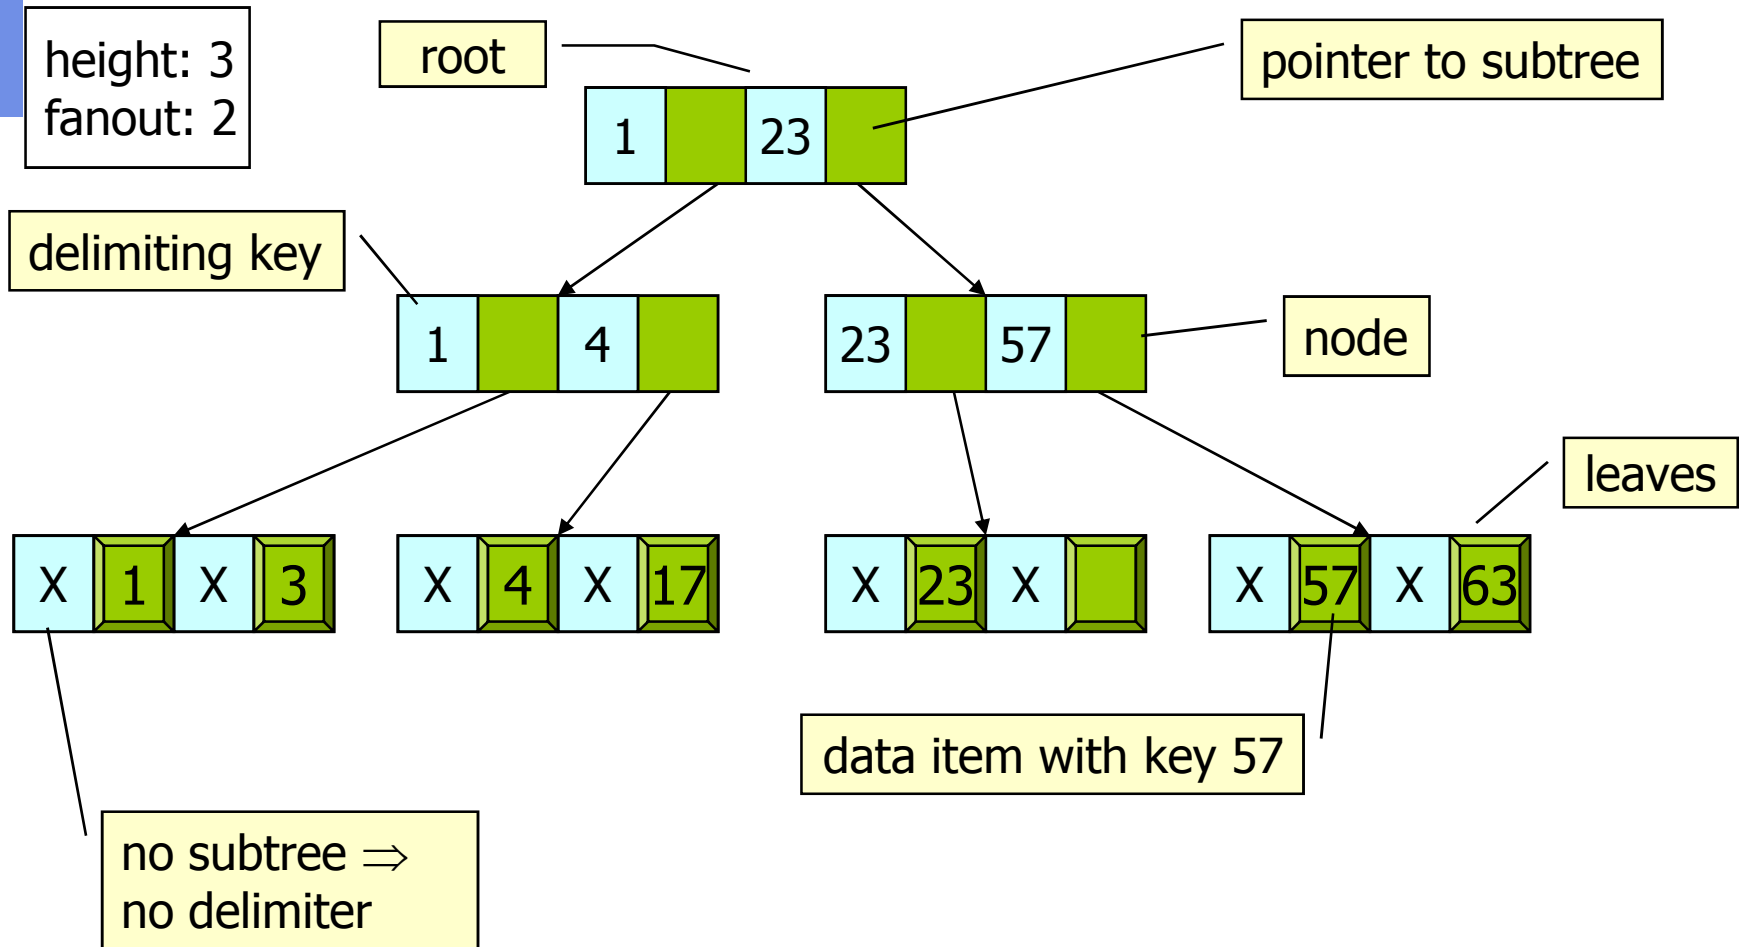 height: 3
fanout: 2
root
pointer to subtree
1 23
delimiting key
1 4
23 57
node
leaves
X 1 X 3
X 4 X 17
X 23 X
X 57 X 63
data item with key 57
no subtree ⇒
no delimiter